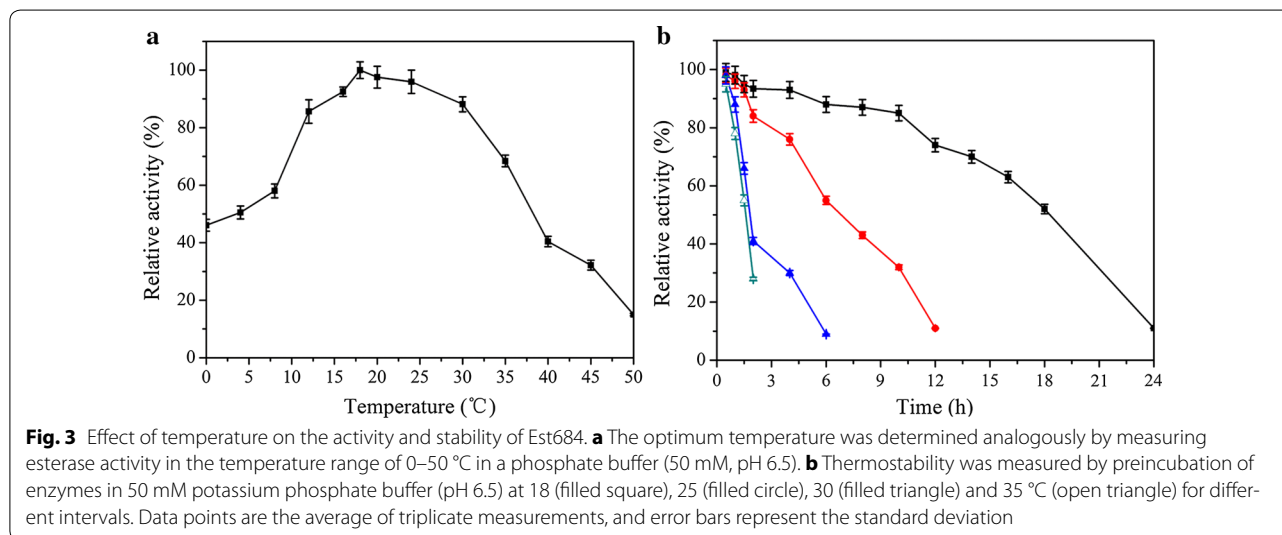 a
b
100
80
60
40
20
0
Relative activity (%)
0 5 10 15 20 25 30 35 40 45 50
Temperature (℃)
100
80
60
40
20
0
Relative activity (%)
0 3 6 9 12 15 18 21 24
Time (h)
Fig. 3 Effect of temperature on the activity and stability of Est684. a The optimum temperature was determined analogously by measuring
esterase activity in the temperature range of 0–50 °C in a phosphate buffer (50 mM, pH 6.5). b Thermostability was measured by preincubation of
enzymes in 50 mM potassium phosphate buffer (pH 6.5) at 18 (filled square), 25 (filled circle), 30 (filled triangle) and 35 °C (open triangle) for differ-
ent intervals. Data points are the average of triplicate measurements, and error bars represent the standard deviation